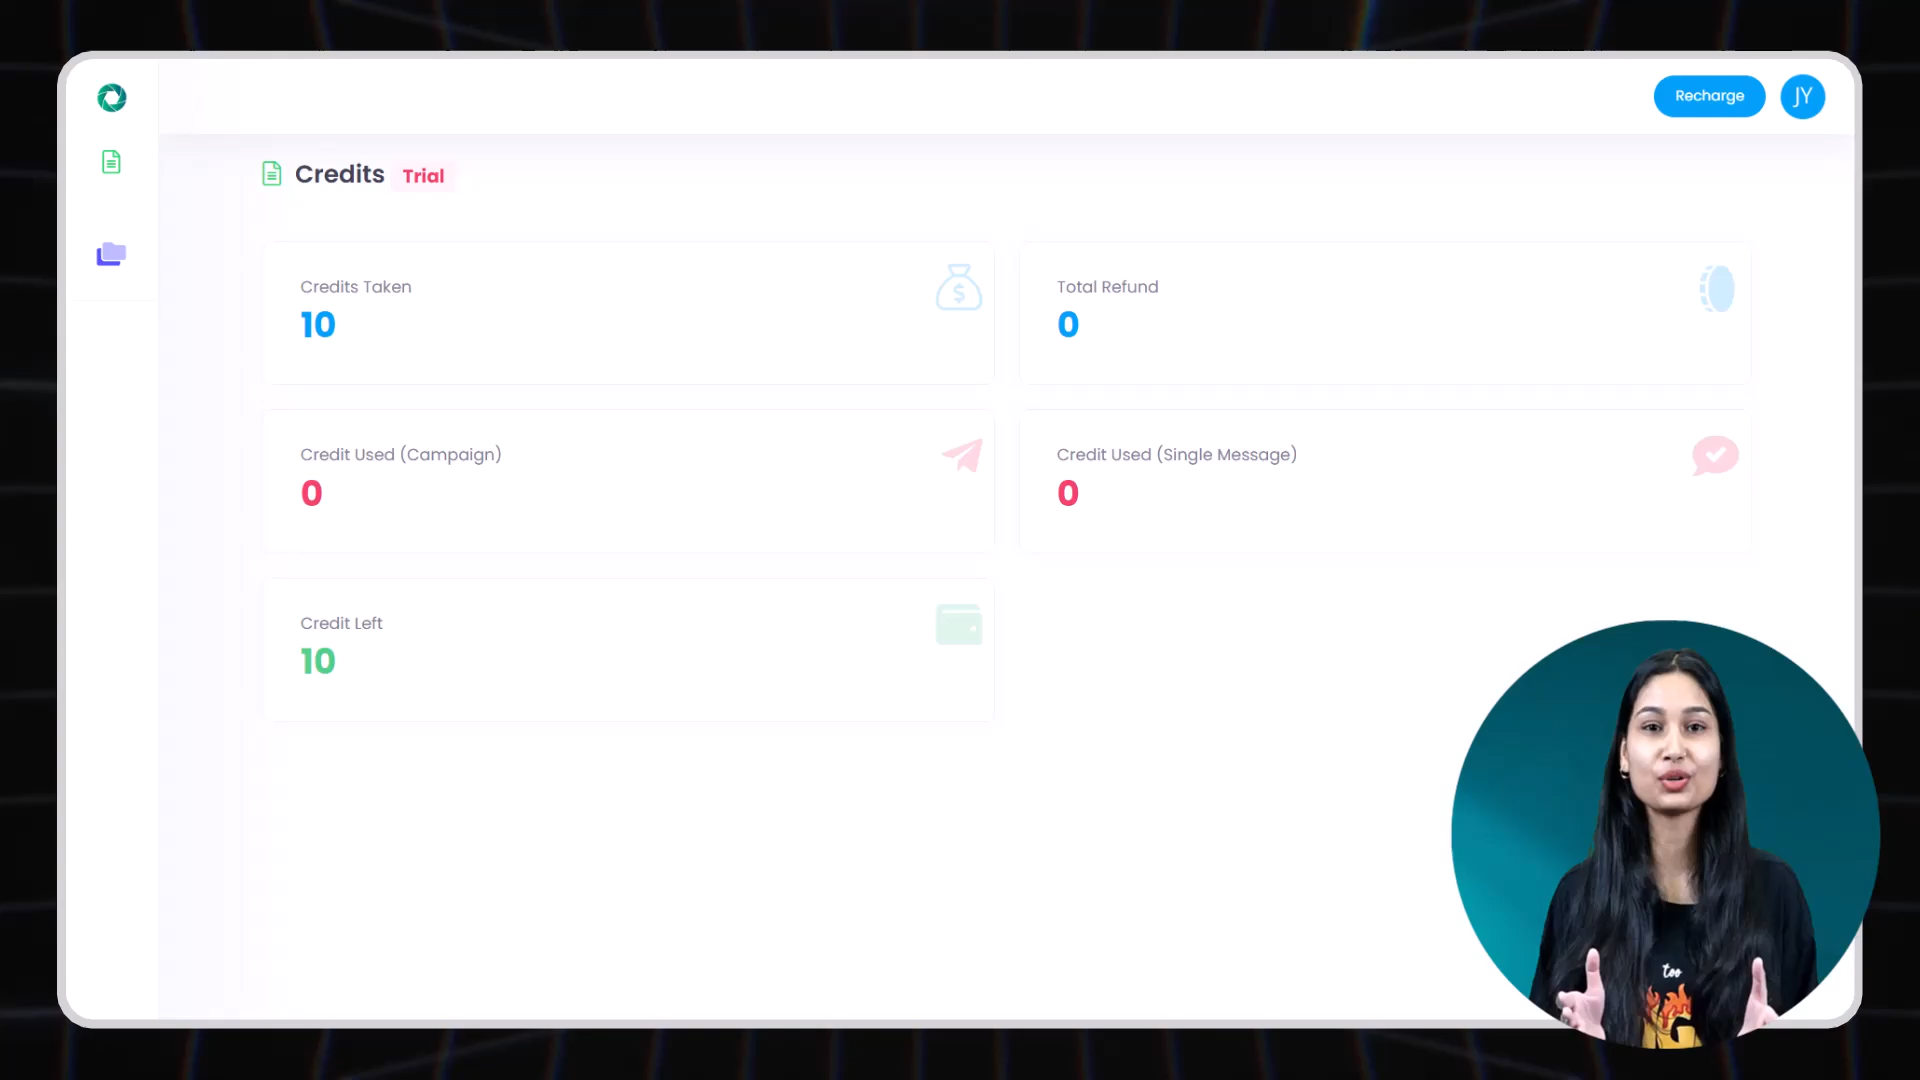 Recharge
JY
Credits Trial
Credits Taken
10
Total Refund
0
Credit Used (Campaign)
0
Credit Used (Single Message)
0
Credit Left
10
too